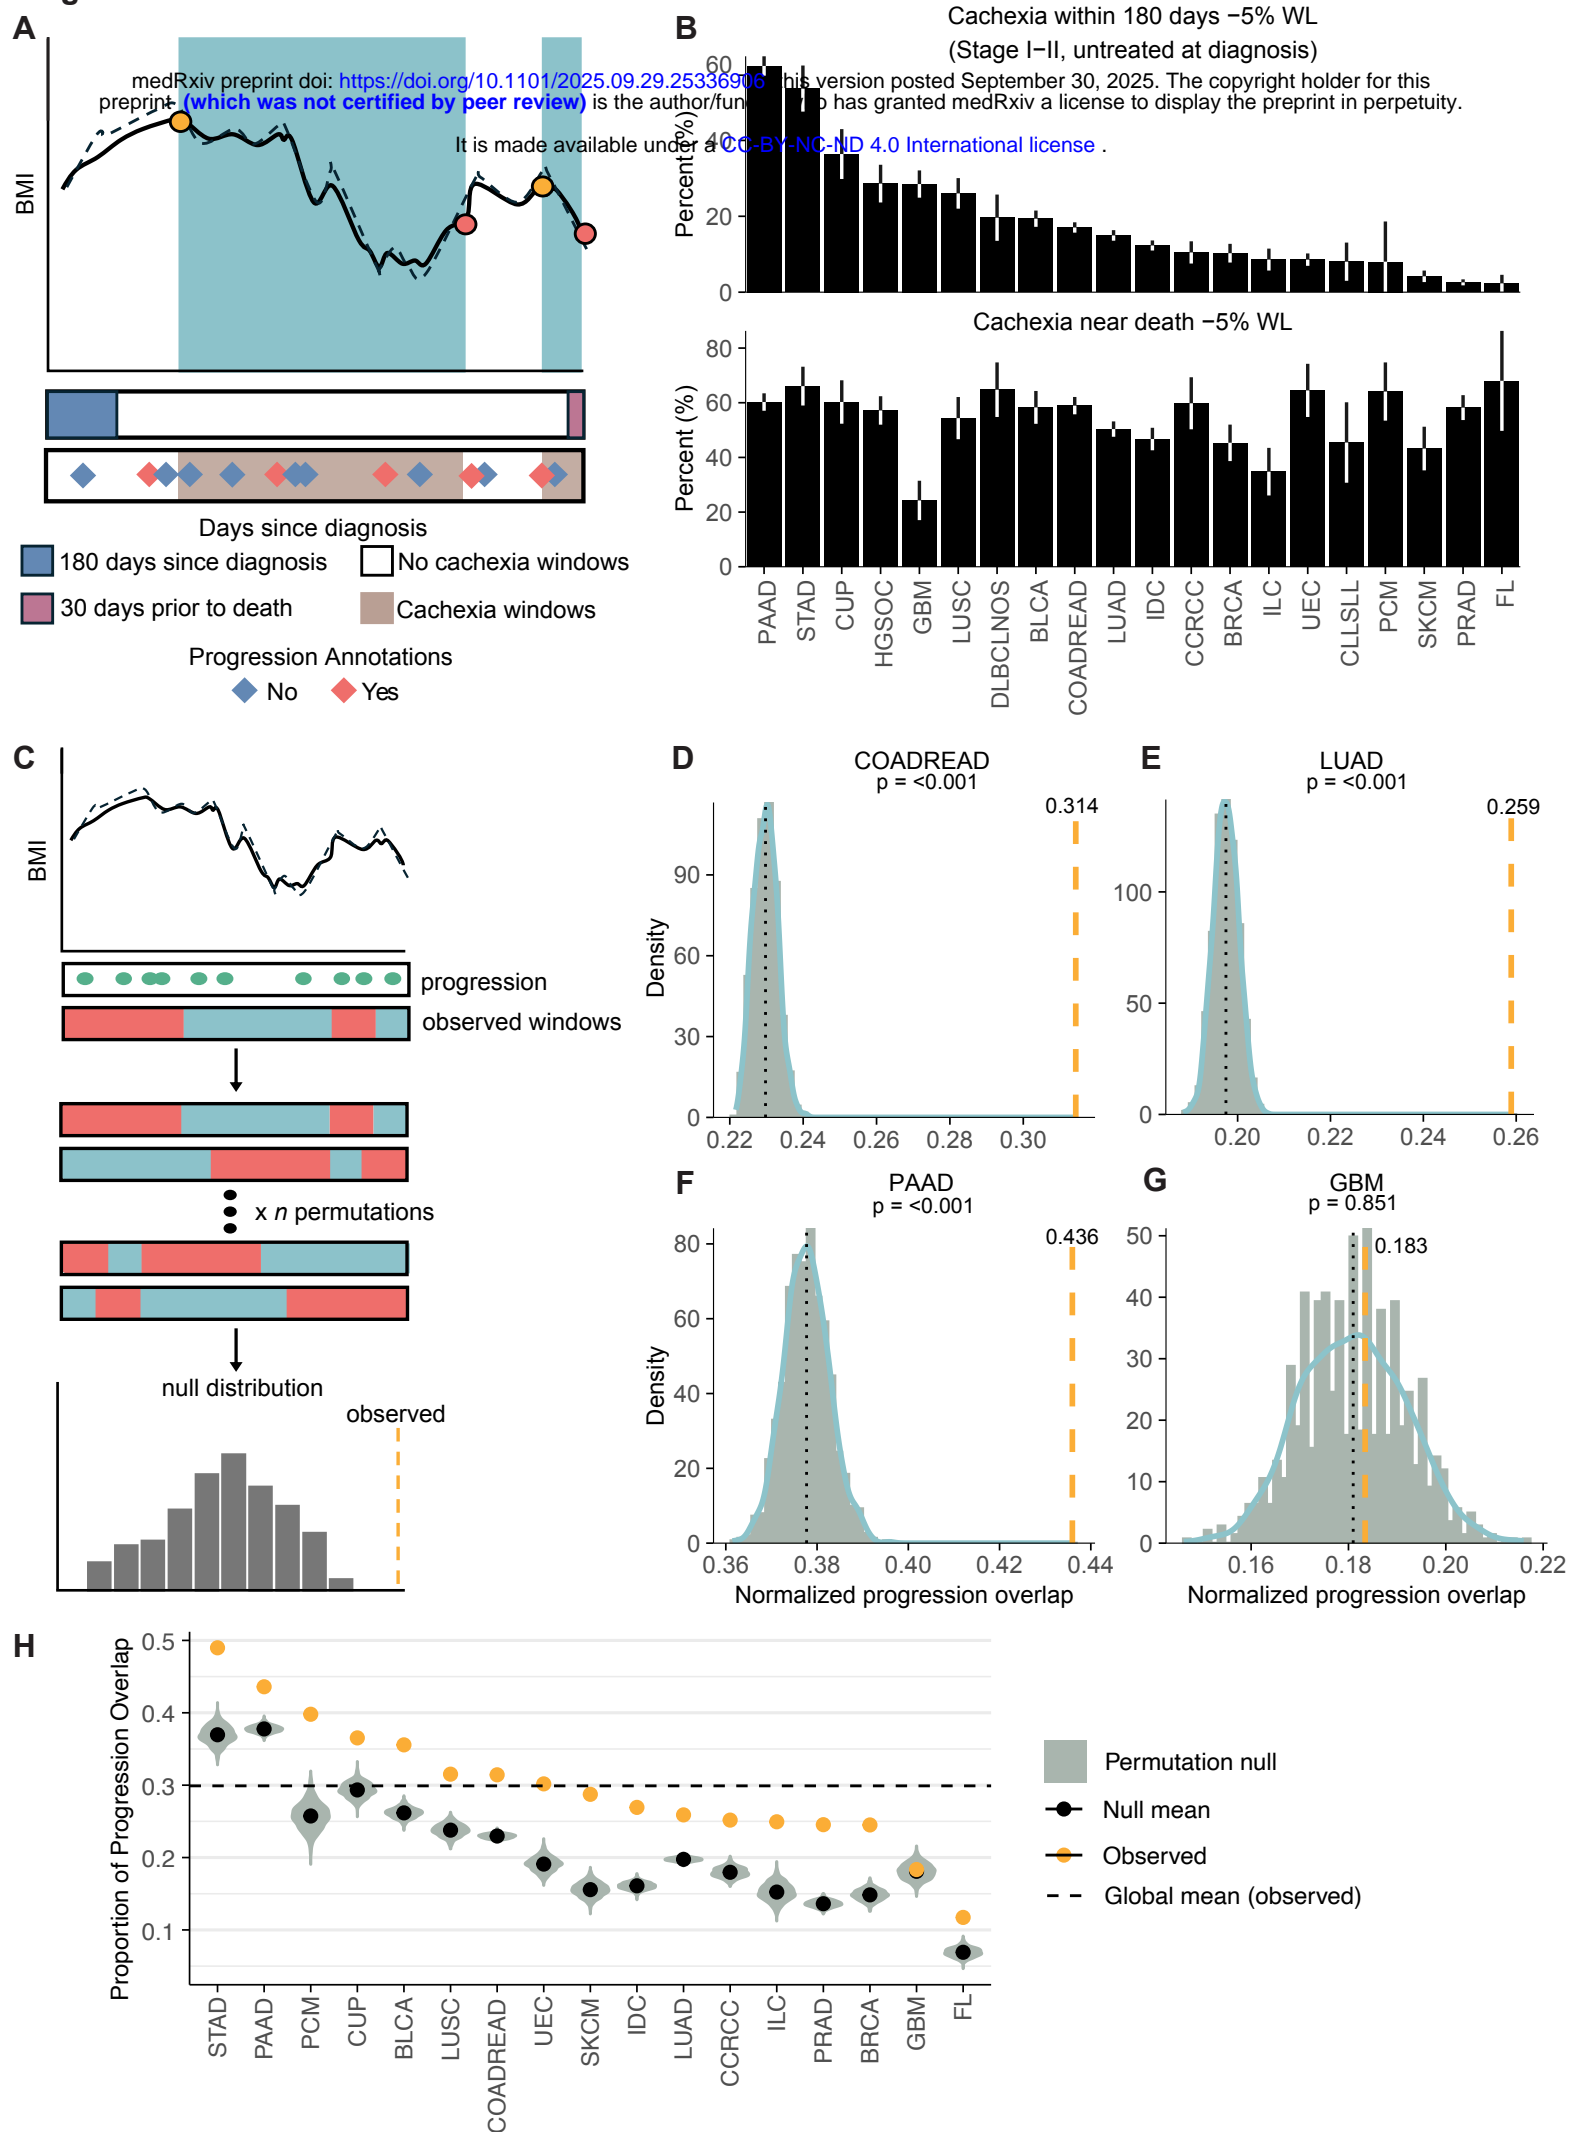 A
BMI
Days since diagnosis
180 days since diagnosis
No cachexia windows
30 days prior to death
Cachexia windows
Progression Annotations
No
Yes
medRxiv preprint doi: https://doi.org/10.1101/2025.09.29.25336906 this version posted September 30, 2025. The copyright holder for this
preprint (which was not certified by peer review) is the has granted medRxiv a license to display the preprint in perpetuity.
It is made available under a CC-BY-NC-ND 4.0 International license .
B
Cachexia within 180 days −5% WL
(Stage I−II, untreated at diagnosis)
Percent (%)
60
40
20
0
Cachexia near death −5% WL
Percent (%)
80
60
40
20
0
PAAD
STAD
CUP
HGSOC
GBM
LUSC
DLBCLNOS
BLCA
COADREAD
LUAD
IDC
CCRCC
BRCA
ILC
UEC
CLLSLL
PCM
SKCM
PRAD
FL
C
BMI
progression
observed windows
x n permutations
null distribution
observed
D
COADREAD
p = <0.001
0.314
Density
90
60
30
0
0.22 0.24 0.26 0.28 0.30
E
LUAD
p = <0.001
0.259
100
50
0
0.20 0.22 0.24 0.26
F
PAAD
p = <0.001
0.436
Density
80
60
40
20
0
0.36 0.38 0.40 0.42 0.44
Normalized progression overlap
G
GBM
p = 0.851
0.183
50
40
30
20
10
0
0.16 0.18 0.20 0.22
Normalized progression overlap
H
Proportion of Progression Overlap
0.5
0.4
0.3
0.2
0.1
STAD
PAAD
PCM
CUP
BLCA
LUSC
COADREAD
UEC
SKCM
IDC
LUAD
CCRCC
ILC
PRAD
BRCA
GBM
FL
Permutation null
Null mean
Observed
Global mean (observed)